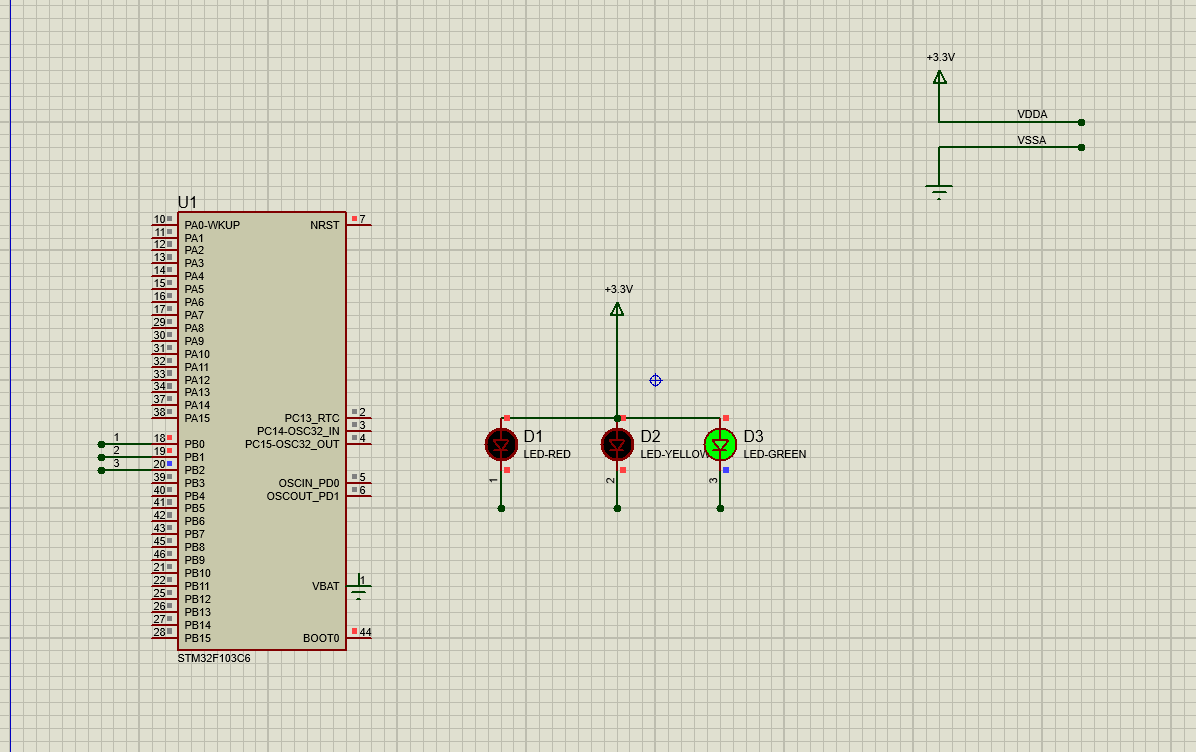 +3.3V
VDDA
VSSA
U1
10 PA0-WKUP NRST 7
11 PA1
12 PA2
13 PA3
14 PA4
15 PA5
16 PA6
17 PA7
29 PA8
30 PA9
31 PA10
32 PA11
33 PA12
34 PA13
37 PA14
38 PA15 PC13_RTC 2
PC14-OSC32_IN 3
1 18 PB0 PC15-OSC32_OUT 4
2 19 PB1
3 20 PB2
39 PB3 OSCIN_PD0 5
40 PB4 OSCOUT_PD1 6
41 PB5
42 PB6
43 PB7
45 PB8
46 PB9
21 PB10
22 PB11 VBAT 1
25 PB12
26 PB13
27 PB14
28 PB15 BOOT0 44
STM32F103C6
+3.3V
D1
LED-RED
1
D2
LED-YELLOW
2
D3
LED-GREEN
3